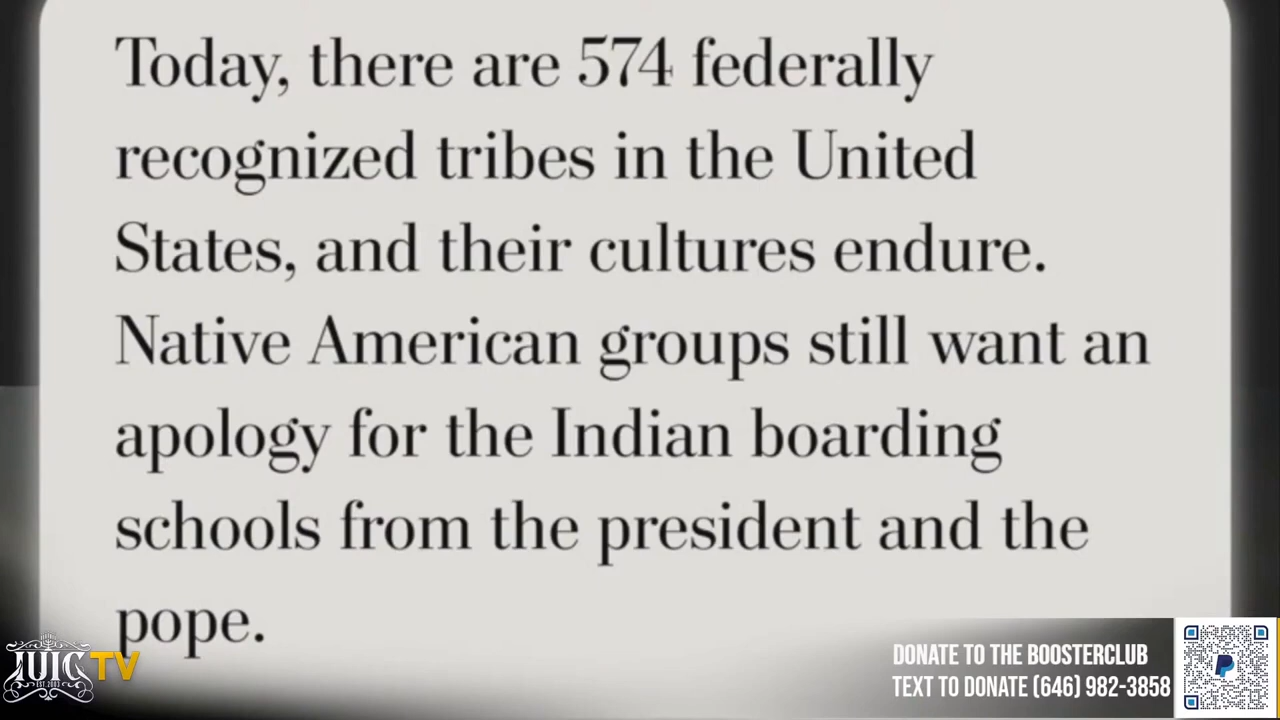 Today, there are 574 federally
recognized tribes in the United
States, and their cultures endure.
Native American groups still want an
apology for the Indian boarding
schools from the president and the
pope.
IUIC TV
EST. 2003
DONATE TO THE BOOSTERCLUB
TEXT TO DONATE (646) 982-3858